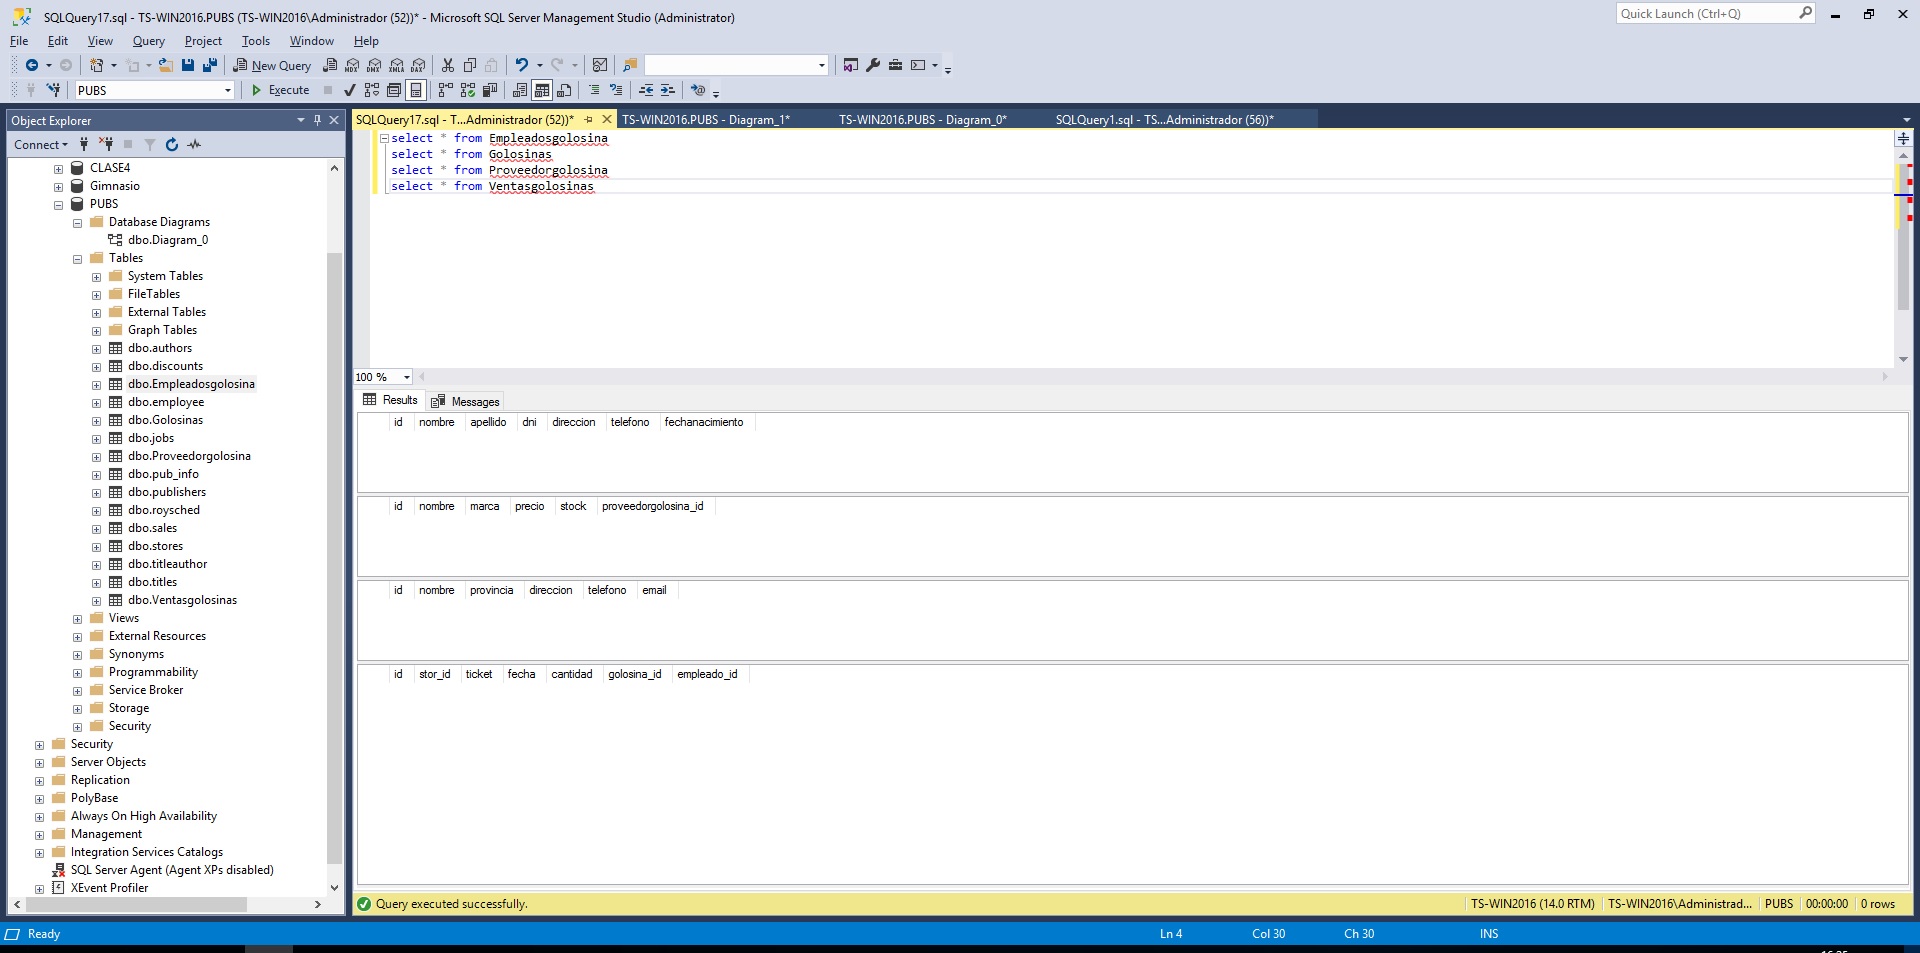 SQLQuery17.sql - TS-WIN2016.PUBS (TS-WIN2016\Administrador (52))* - Microsoft SQL Server Management Studio (Administrator)
Quick Launch (Ctrl+Q)
File Edit View Query Project Tools Window Help
New Query MDX DMX XMLA DAX
PUBS Execute
Object Explorer
Connect
CLASE4
Gimnasio
PUBS
Database Diagrams
dbo.Diagram_0
Tables
System Tables
FileTables
External Tables
Graph Tables
dbo.authors
dbo.discounts
dbo.Empleadosgolosina
dbo.employee
dbo.Golosinas
dbo.jobs
dbo.Proveedorgolosina
dbo.pub_info
dbo.publishers
dbo.roysched
dbo.sales
dbo.stores
dbo.titleauthor
dbo.titles
dbo.Ventasgolosinas
Views
External Resources
Synonyms
Programmability
Service Broker
Storage
Security
Security
Server Objects
Replication
PolyBase
Always On High Availability
Management
Integration Services Catalogs
SQL Server Agent (Agent XPs disabled)
XEvent Profiler
SQLQuery17.sql - T...Administrador (52))* TS-WIN2016.PUBS - Diagram_1* TS-WIN2016.PUBS - Diagram_0* SQLQuery1.sql - TS...Administrador (56))*
select * from Empleadosgolosina
select * from Golosinas
select * from Proveedorgolosina
select * from Ventasgolosinas
100 %
Results Messages
id nombre apellido dni direccion telefono fechanacimiento
id nombre marca precio stock proveedorgolosina_id
id nombre provincia direccion telefono email
id stor_id ticket fecha cantidad golosina_id empleado_id
Query executed successfully. TS-WIN2016 (14.0 RTM) TS-WIN2016\Administrad... PUBS 00:00:00 0 rows
Ready Ln 4 Col 30 Ch 30 INS